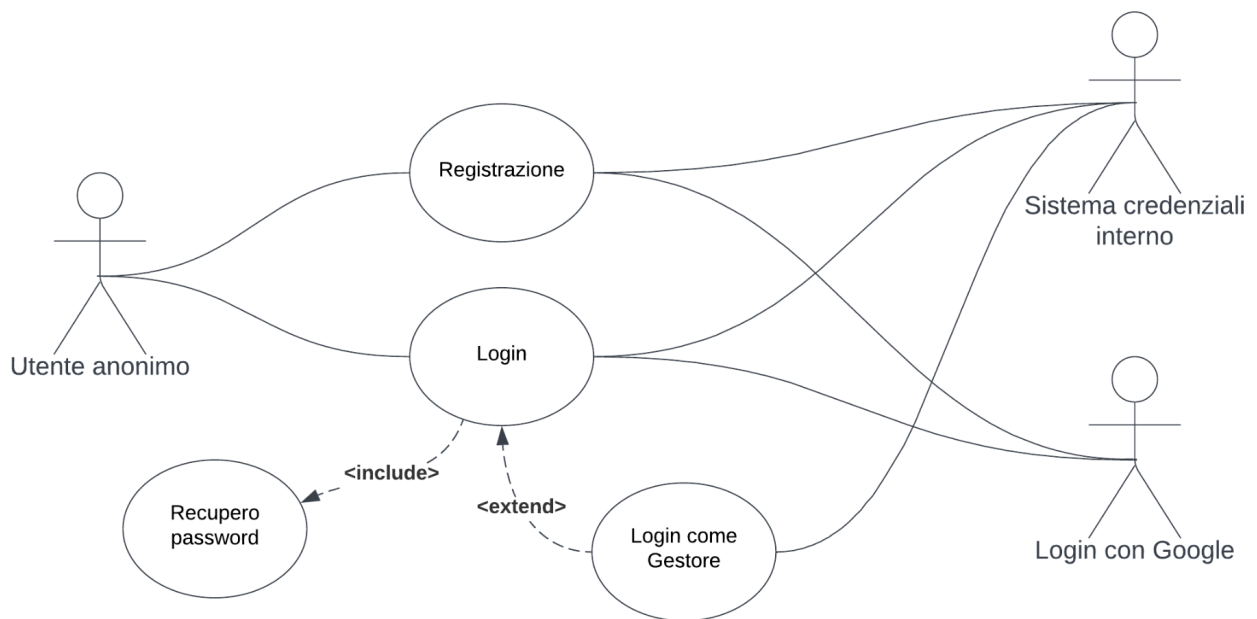 Registrazione
Sistema credenziali
interno
Utente anonimo
Login
<include>
<extend>
Recupero
password
Login come
Gestore
Login con Google